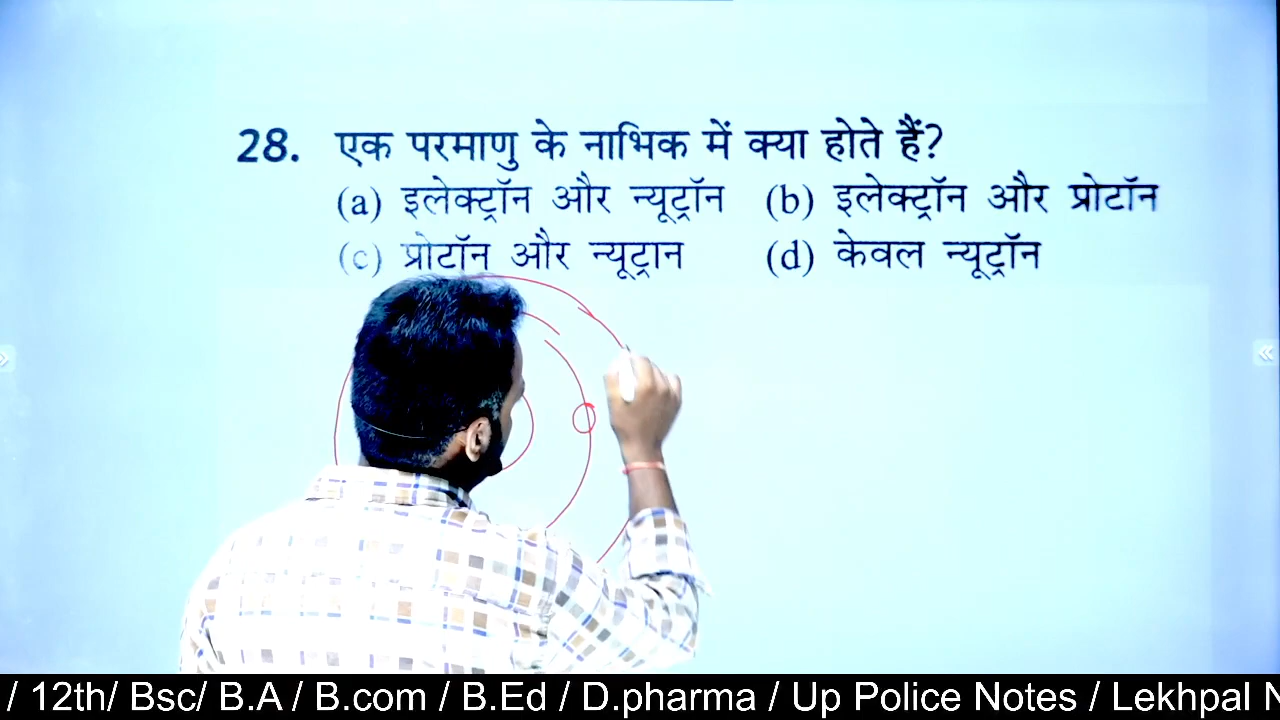 28. एक परमाणु के नाभिक में क्या होते हैं?
(a) इलेक्ट्रॉन और न्यूट्रॉन (b) इलेक्ट्रॉन और प्रोटॉन
(c) प्रोटॉन और न्यूट्रान (d) केवल न्यूट्रॉन
/ 12th/ Bsc/ B.A / B.com / B.Ed / D.pharma / Up Police Notes / Lekhpal N